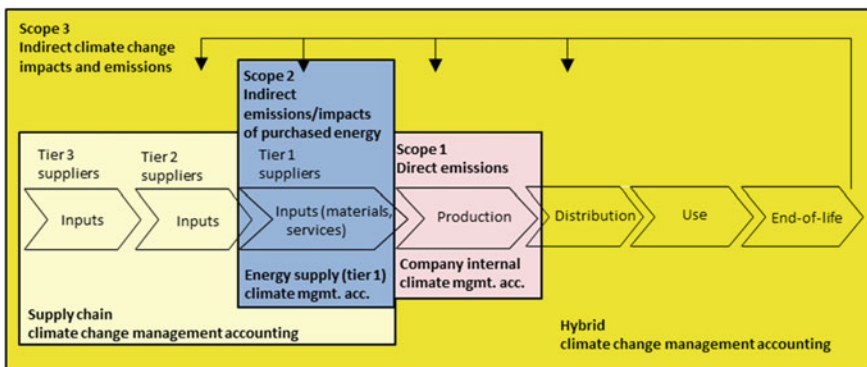 Scope 3
Indirect climate change
impacts and emissions
Scope 2
Indirect
emissions/impacts
of purchased energy
Scope 1
Direct emissions
Tier 3
suppliers
Tier 2
suppliers
Tier 1
suppliers
Inputs
Inputs
Inputs (materials,
services)
Production
Distribution
Use
End-of-life
Energy supply (tier 1)
climate mgmt. acc.
Company internal
climate mgmt. acc.
Supply chain
climate change management accounting
Hybrid
climate change management accounting